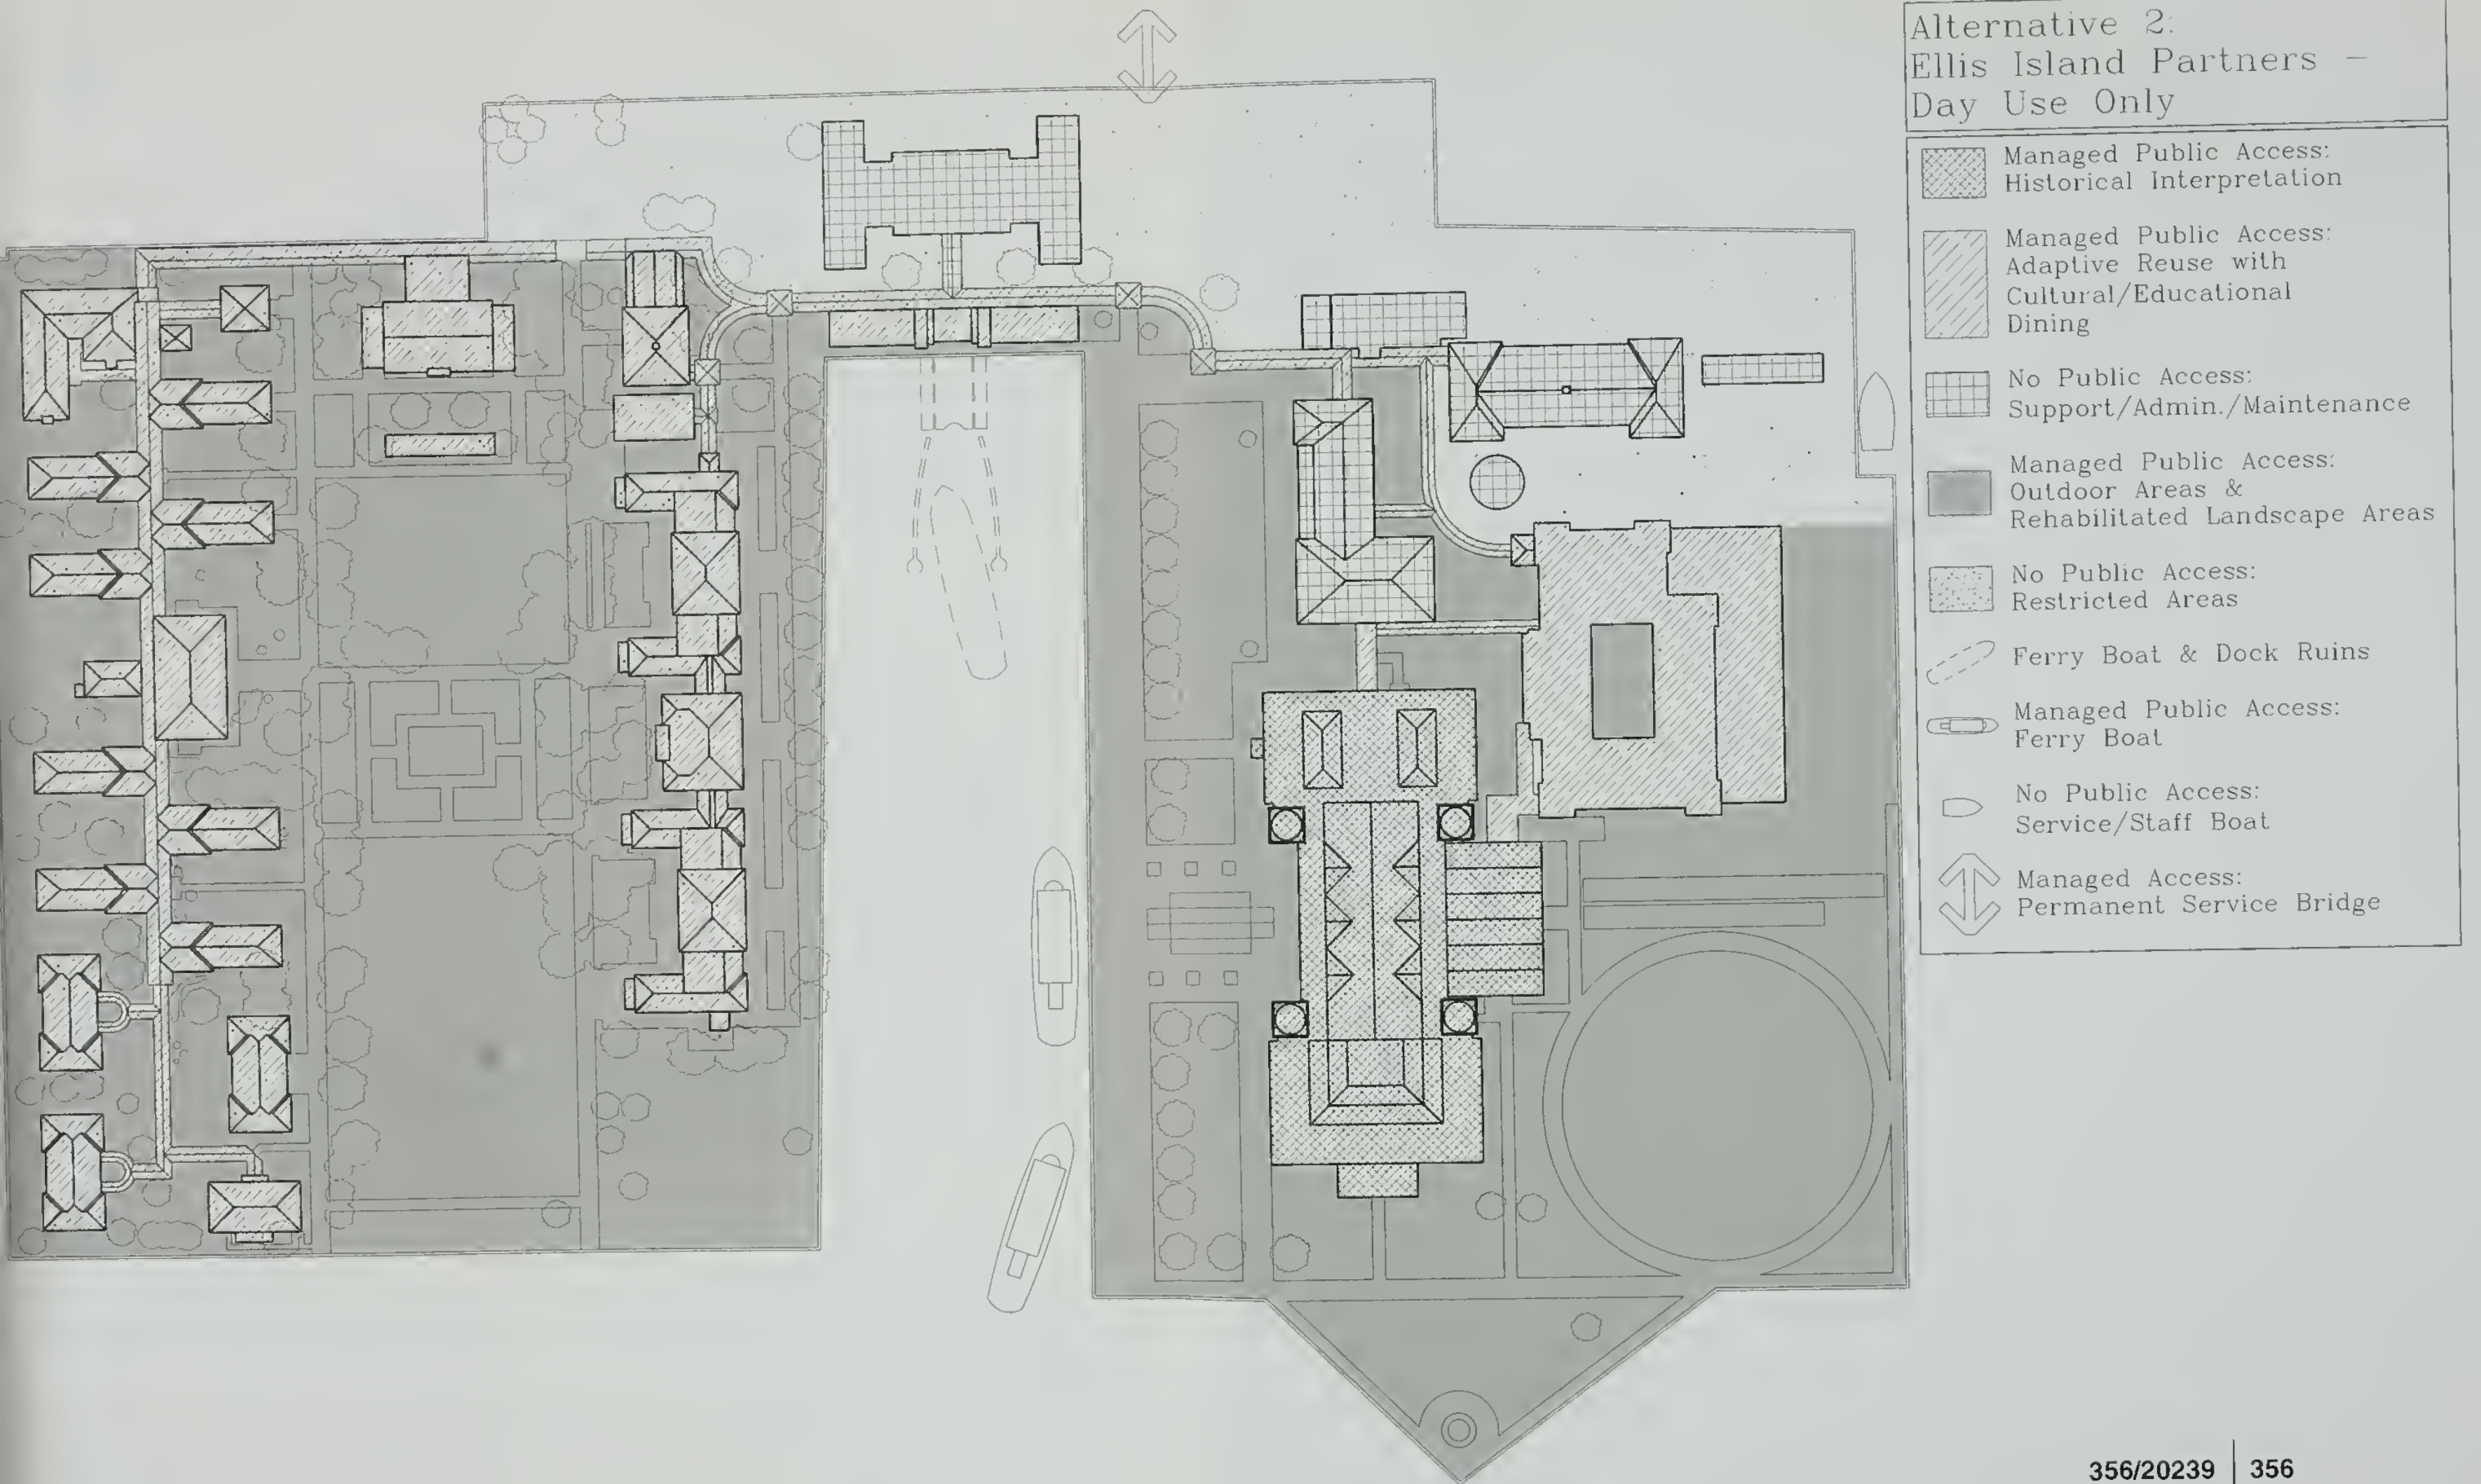 Alternative 2:
Ellis Island Partners –
Day Use Only
Managed Public Access:
Historical Interpretation
Managed Public Access:
Adaptive Reuse with
Cultural/Educational
Dining
No Public Access:
Support/Admin./Maintenance
Managed Public Access:
Outdoor Areas &
Rehabilitated Landscape Areas
No Public Access:
Restricted Areas
Ferry Boat & Dock Ruins
Managed Public Access:
Ferry Boat
No Public Access:
Service/Staff Boat
Managed Access:
Permanent Service Bridge
356/20239 | 356